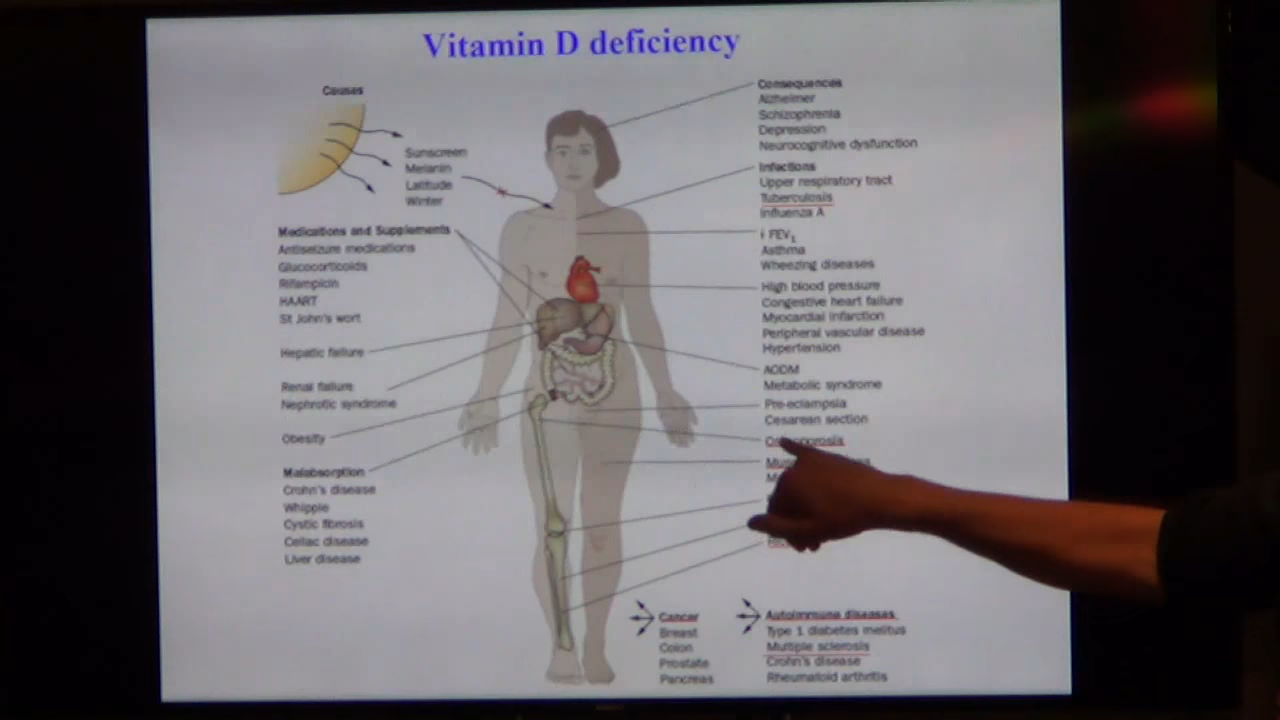 Vitamin D deficiency
Causes
Sunscreen
Melanin
Latitude
Winter
Medications and Supplements
Antiseizure medications
Glucocorticoids
Rifampicin
HAART
St John's wort
Hepatic failure
Renal failure
Nephrotic syndrome
Obesity
Malabsorption
Crohn's disease
Whipple
Cystic fibrosis
Celiac disease
Liver disease
Consequences
Alzheimer
Schizophrenia
Depression
Neurocognitive dysfunction
Infections
Upper respiratory tract
Tuberculosis
Influenza A
FEV1
Asthma
Wheezing diseases
High blood pressure
Congestive heart failure
Myocardial infarction
Peripheral vascular disease
Hypertension
AODM
Metabolic syndrome
Pre-eclampsia
Cesarean section
Osteoporosis
Cancer
Breast
Colon
Prostate
Pancreas
Autoimmune diseases
Type 1 diabetes melitus
Multiple sclerosis
Crohn's disease
Rheumatoid arthritis